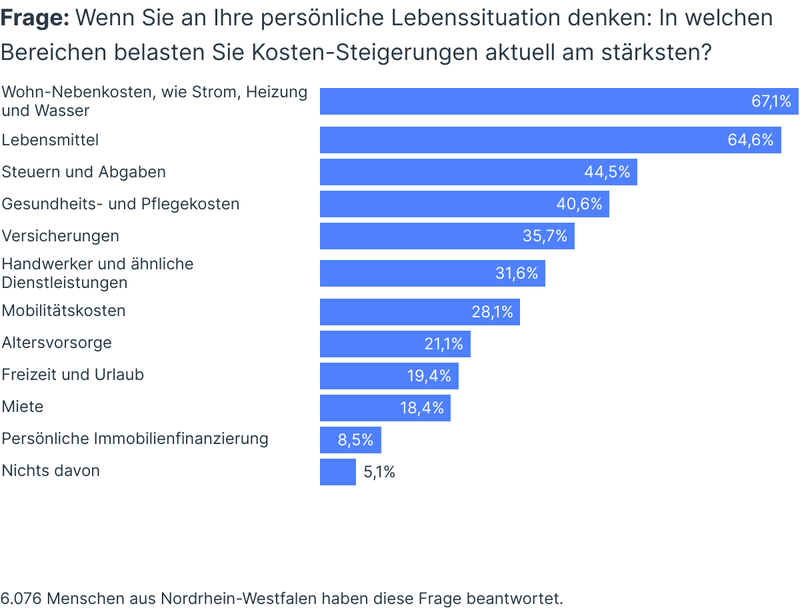 Frage: Wenn Sie an Ihre persönliche Lebenssituation denken: In welchen
Bereichen belasten Sie Kosten-Steigerungen aktuell am stärksten?
Wohn-Nebenkosten, wie Strom, Heizung
und Wasser
67,1%
Lebensmittel
64,6%
Steuern und Abgaben
44,5%
Gesundheits- und Pflegekosten
40,6%
Versicherungen
35,7%
Handwerker und ähnliche
Dienstleistungen
31,6%
Mobilitätskosten
28,1%
Altersvorsorge
21,1%
Freizeit und Urlaub
19,4%
Miete
18,4%
Persönliche Immobilienfinanzierung
8,5%
Nichts davon
5,1%
6.076 Menschen aus Nordrhein-Westfalen haben diese Frage beantwortet.